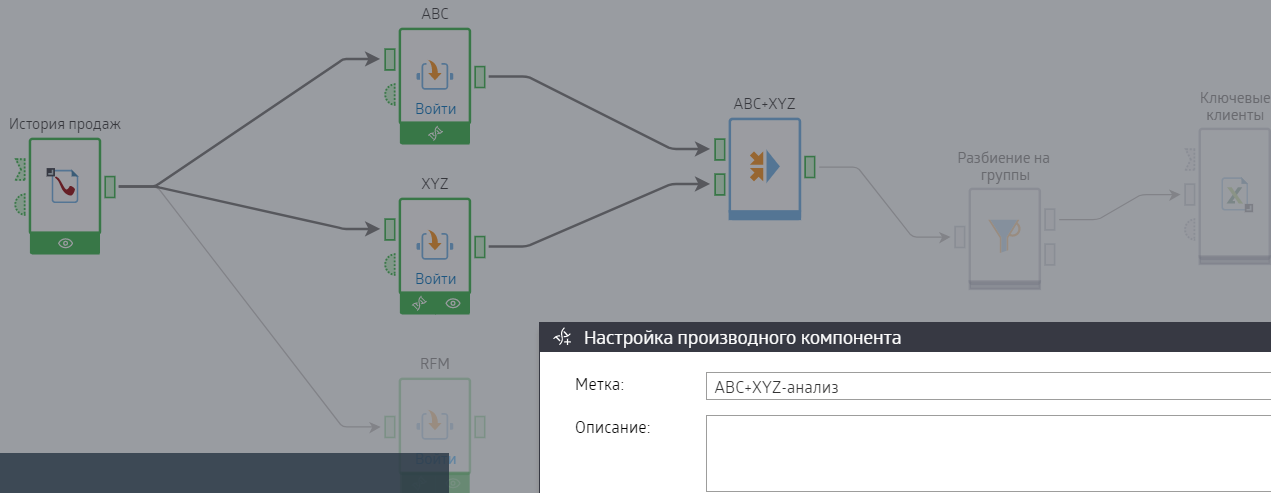 ABC
Войти
История продаж
ABC+XYZ
Ключевые
клиенты
XYZ
Войти
Разбиение на
группы
RFM
Войти
Настройка производного компонента
Метка:
ABC+XYZ-анализ
Описание: